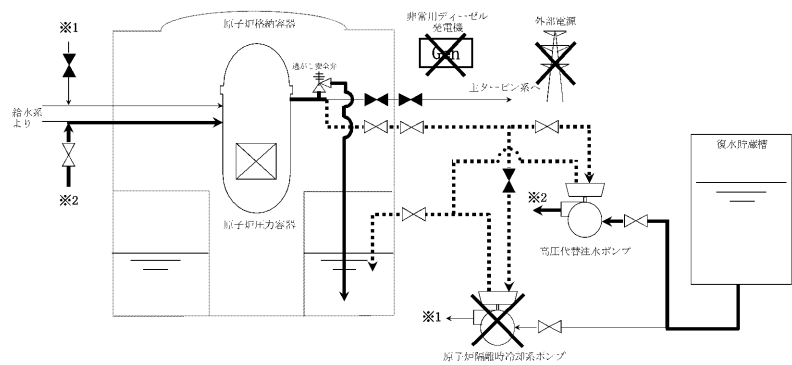 原子炉格納容器
非常用ディーゼル
発電機
Gen
外部電源
※1
逃がし安全弁
主タービン系へ
給水系
より
※2
原子炉圧力容器
復水貯蔵槽
※2
高圧代替注水ポンプ
※1
原子炉隔離時冷却系ポンプ